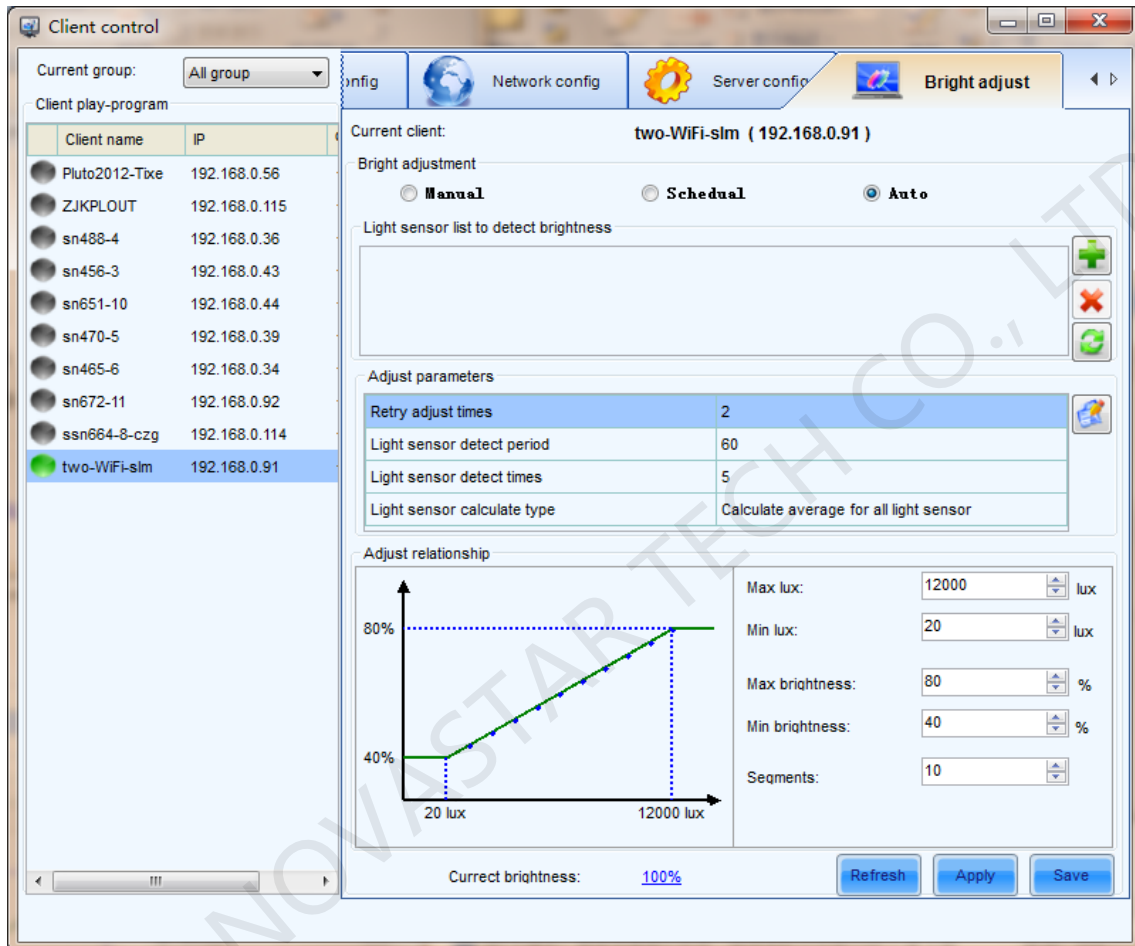 Client control
Current group: All group
onfig Network config Server config Bright adjust
Client play-program
Client name IP
Pluto2012-Tixe 192.168.0.56
ZJKPLOUT 192.168.0.115
sn488-4 192.168.0.36
sn456-3 192.168.0.43
sn651-10 192.168.0.44
sn470-5 192.168.0.39
sn465-6 192.168.0.34
sn672-11 192.168.0.92
ssn664-8-czg 192.168.0.114
two-WiFi-slm 192.168.0.91
Current client: two-WiFi-slm ( 192.168.0.91 )
Bright adjustment
Manual Schedual Auto
Light sensor list to detect brightness
Adjust parameters
Retry adjust times 2
Light sensor detect period 60
Light sensor detect times 5
Light sensor calculate type Calculate average for all light sensor
Adjust relationship
80%
40%
20 lux 12000 lux
Max lux: 12000 lux
Min lux: 20 lux
Max brightness: 80 %
Min brightness: 40 %
Segments: 10
Currect brightness: 100%
Refresh Apply Save
NOVASTAR TECH CO., LTD